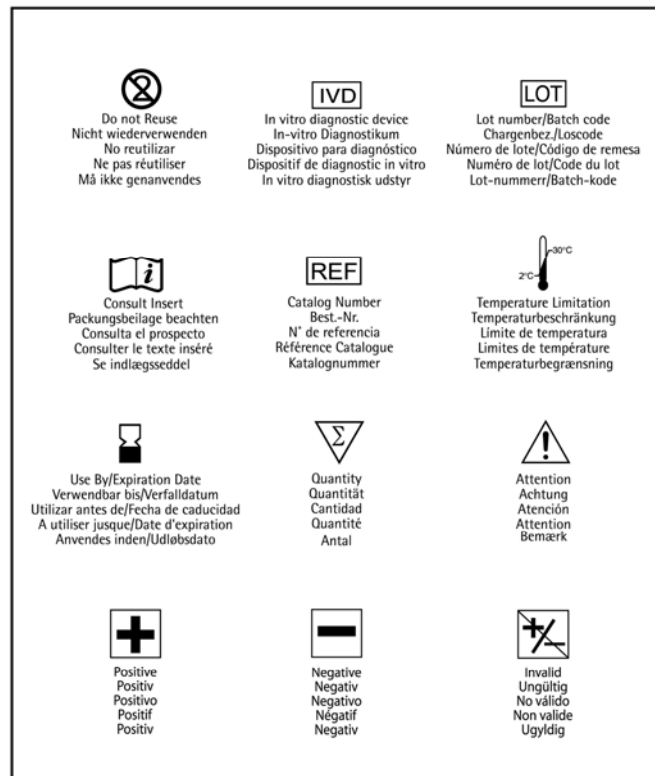 2
Do not Reuse
Nicht wiederverwenden
No reutilizar
Ne pas réutiliser
Må ikke genanvendes
IVD
In vitro diagnostic device
In-vitro Diagnostikum
Dispositivo para diagnóstico
Dispositif de diagnostic in vitro
In vitro diagnostisk udstyr
LOT
Lot number/Batch code
Chargenbez./Loscode
Número de lote/Código de remesa
Numéro de lot/Code du lot
Lot-nummerr/Batch-kode
i
Consult Insert
Packungsbeilage beachten
Consulta el prospecto
Consulter le texte inséré
Se indlægsseddel
REF
Catalog Number
Best.-Nr.
N° de referencia
Référence Catalogue
Katalognummer
30°C
2°C
Temperature Limitation
Temperaturbeschränkung
Límite de temperatura
Limites de température
Temperaturbegrænsning
Use By/Expiration Date
Verwendbar bis/Verfalldatum
Utilizar antes de/Fecha de caducidad
A utiliser jusque/Date d'expiration
Anvendes inden/Udløbsdato
Σ
Quantity
Quantität
Cantidad
Quantité
Antal
!
Attention
Achtung
Atención
Attention
Bemærk
+
Positive
Positiv
Positivo
Positif
Positiv
−
Negative
Negativ
Negativo
Négatif
Negativ
+/−
Invalid
Ungültig
No válido
Non valide
Ugyldig